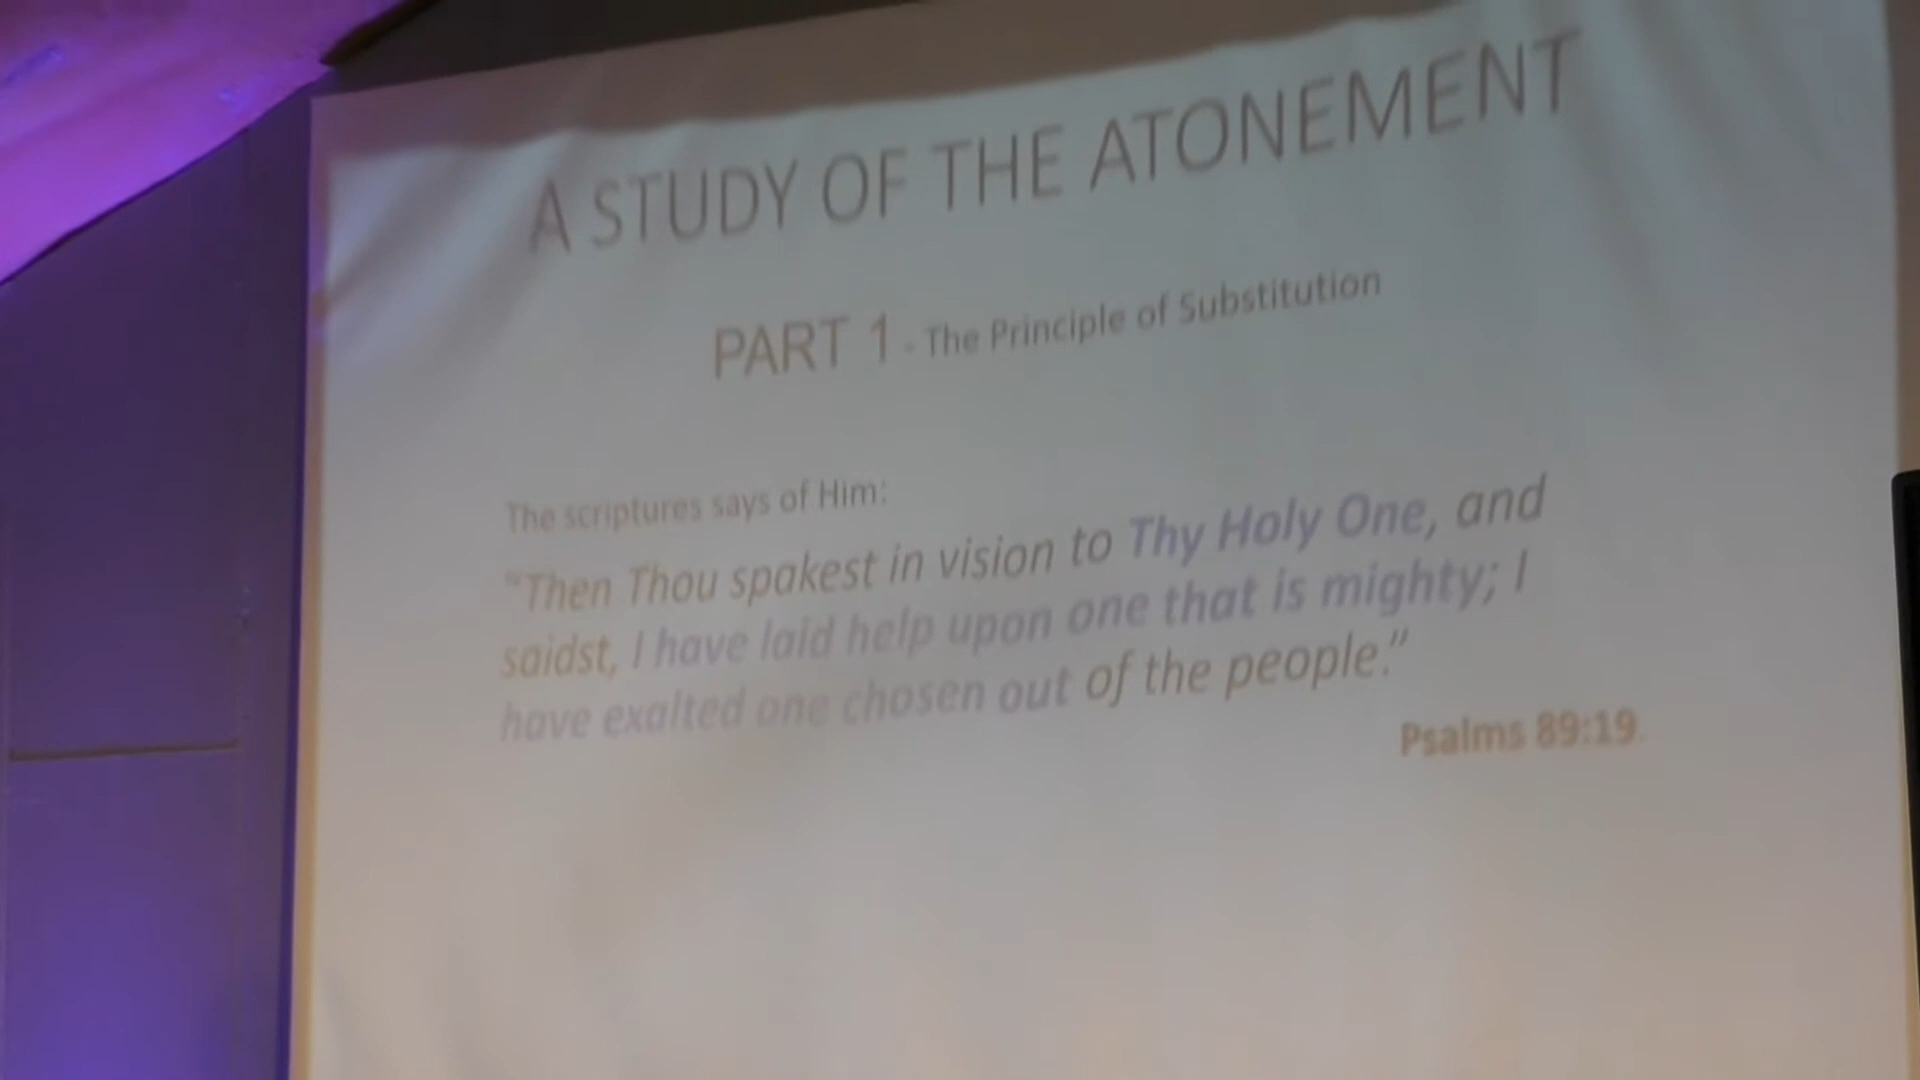 A STUDY OF THE ATONEMENT
PART 1 - The Principle of Substitution
The scriptures says of Him:
“Then Thou spakest in vision to Thy Holy One, and
saidst, I have laid help upon one that is mighty; I
have exalted one chosen out of the people.”
Psalms 89:19.